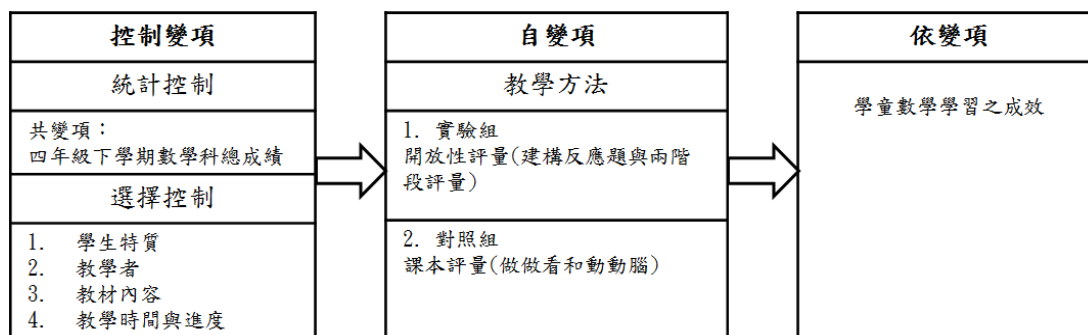 控制變項
統計控制
共變項：
四年級下學期數學科總成績
選擇控制
1. 學生特質
2. 教學者
3. 教材內容
4. 教學時間與進度
自變項
教學方法
1. 實驗組
開放性評量(建構反應題與兩階
段評量)
2. 對照組
課本評量(做做看和動動腦)
依變項
學童數學學習之成效